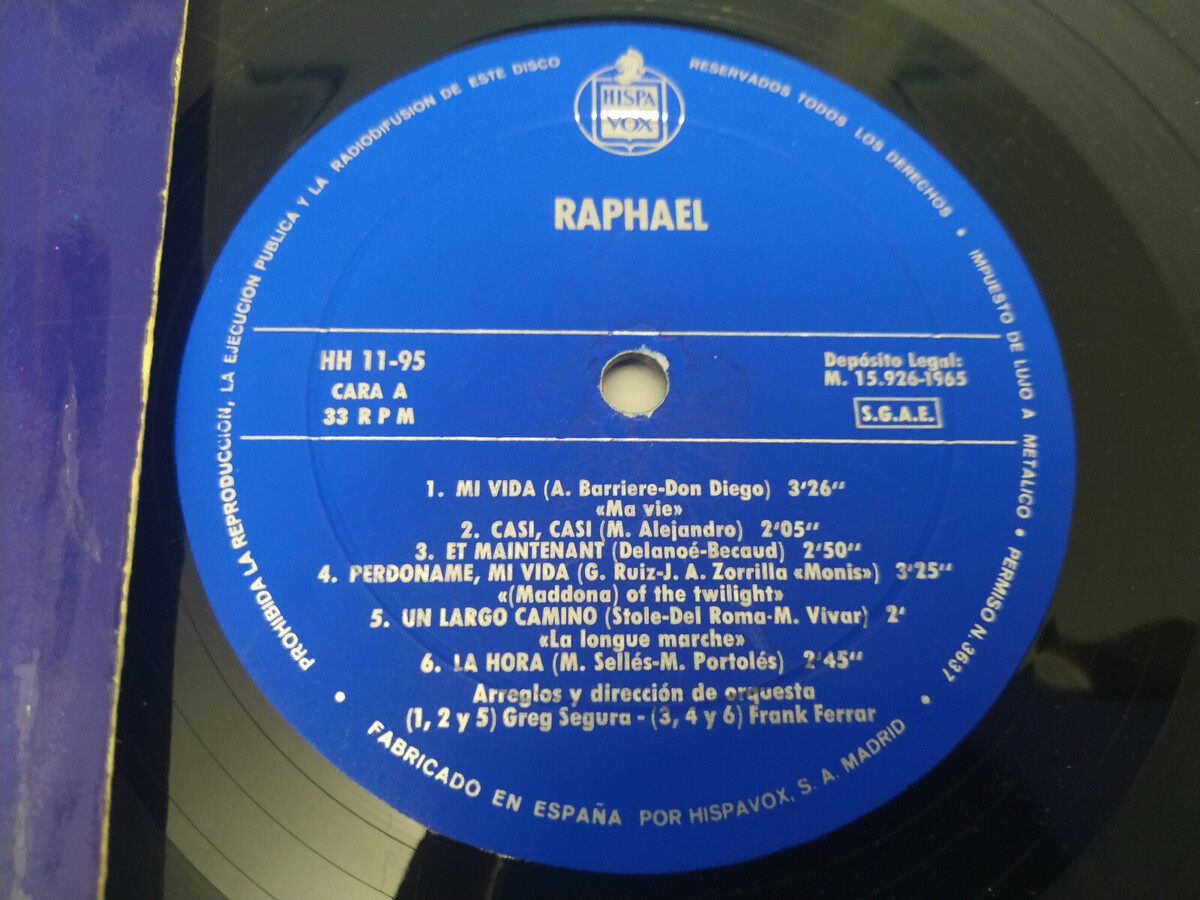 PROHIBIDA LA REPRODUCCIÓN, LA EJECUCION PUBLICA Y LA RADIODIFUSION DE ESTE DISCO
RESERVADOS TODOS LOS DERECHOS • IMPUESTO DE LUJO A METALICO • PERMISO N. 3637
HISPA
VOX
RAPHAEL
HH 11-95
CARA A
33 RPM
Depósito Legal:
M. 15.926-1965
S.G.A.E.
1. MI VIDA (A. Barriere-Don Diego) 3'26"
«Ma vie»
2. CASI, CASI (M. Alejandro) 2'05"
3. ET MAINTENANT (Delanoé-Becaud) 2'50"
4. PERDONAME, MI VIDA (G. Ruiz-J. A. Zorrilla «Monis») 3'25"
«(Maddona) of the twilight»
5. UN LARGO CAMINO (Stole-Del Roma-M. Vivar) 2'
«La longue marche»
6. LA HORA (M. Sellés-M. Portolés) 2'45"
Arreglos y dirección de orquesta
(1, 2 y 5) Greg Segura - (3, 4 y 6) Frank Ferrar
• FABRICADO EN ESPAÑA POR HISPAVOX, S. A. MADRID •